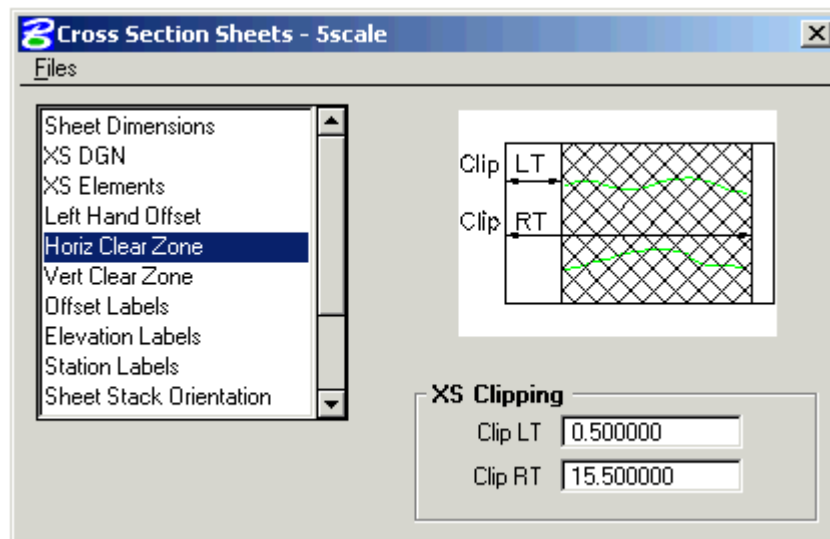 Cross Section Sheets - 5scale
Files
Sheet Dimensions
XS DGN
XS Elements
Left Hand Offset
Horiz Clear Zone
Vert Clear Zone
Offset Labels
Elevation Labels
Station Labels
Sheet Stack Orientation
Clip LT
Clip RT
XS Clipping
Clip LT 0.500000
Clip RT 15.500000